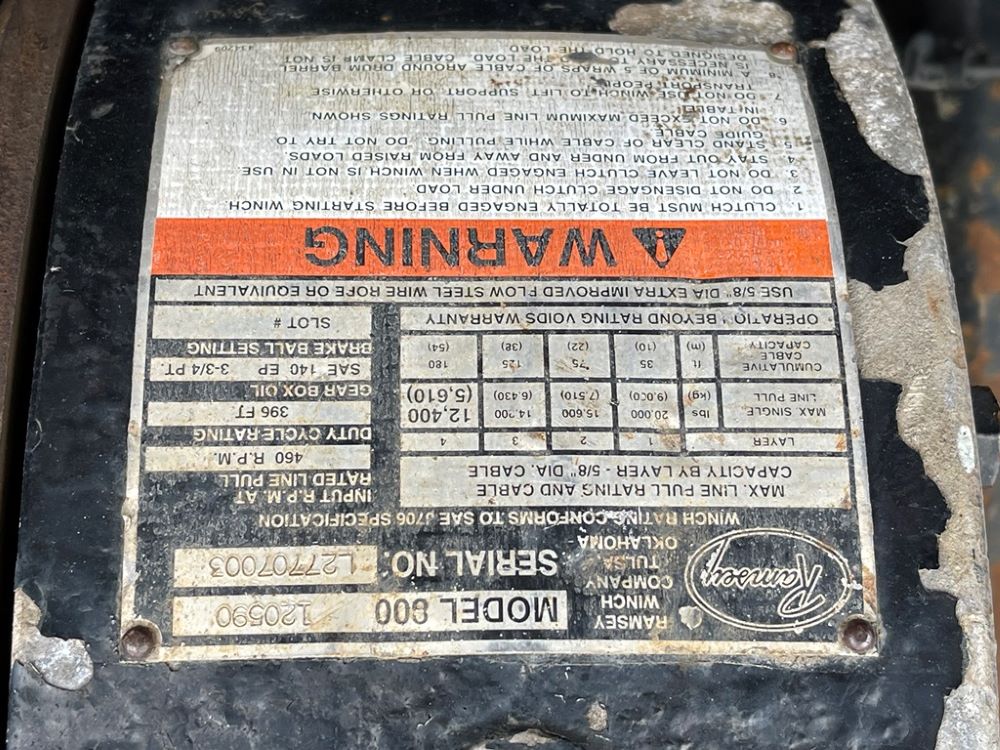 Ramsey
RAMSEY
WINCH
COMPANY
TULSA
OKLAHOMA
MODEL 800 120590
SERIAL NO. L27707003
WINCH RATING CONFORMS TO SAE J706 SPECIFICATION
MAX. LINE PULL RATING AND CABLE
CAPACITY BY LAYER - 5/8" DIA. CABLE
LAYER 1 2 3 4
MAX SINGLE LINE PULL lbs 20,000 15,600 14,200 12,400
(kg) (9,000) (7,510) (6,430) (5,610)
CUMULATIVE CABLE CAPACITY ft 35 75 125 180
(m) (10) (22) (38) (54)
OPERATIO BEYOND RATING VOIDS WARRANTY
INPUT R.P.M. AT
RATED LINE PULL
460 R.P.M.
DUTY CYCLE RATING
396 FT
GEAR BOX OIL
SAE 140 EP 3-3/4 PT.
BRAKE BALL SETTING
SLOT #
USE 5/8" DIA EXTRA IMPROVED PLOW STEEL WIRE ROPE OR EQUIVALENT
WARNING
1. CLUTCH MUST BE TOTALLY ENGAGED BEFORE STARTING WINCH.
2. DO NOT DISENGAGE CLUTCH UNDER LOAD
3. DO NOT LEAVE CLUTCH ENGAGED WHEN WINCH IS NOT IN USE
4. STAY OUT FROM UNDER AND AWAY FROM RAISED LOADS.
5. STAND CLEAR OF CABLE WHILE PULLING. DO NOT TRY TO
GUIDE CABLE
6. DO NOT EXCEED MAXIMUM LINE PULL RATINGS SHOWN
IN TABLE
7. DO NOT USE WINCH TO LIFT, SUPPORT, OR OTHERWISE
TRANSPORT PEOPLE.
8. A MINIMUM OF 5 WRAPS OF CABLE AROUND DRUM BARREL
IS NECESSARY TO HOLD THE LOAD. CABLE CLAMP IS NOT
DESIGNED TO HOLD THE LOAD